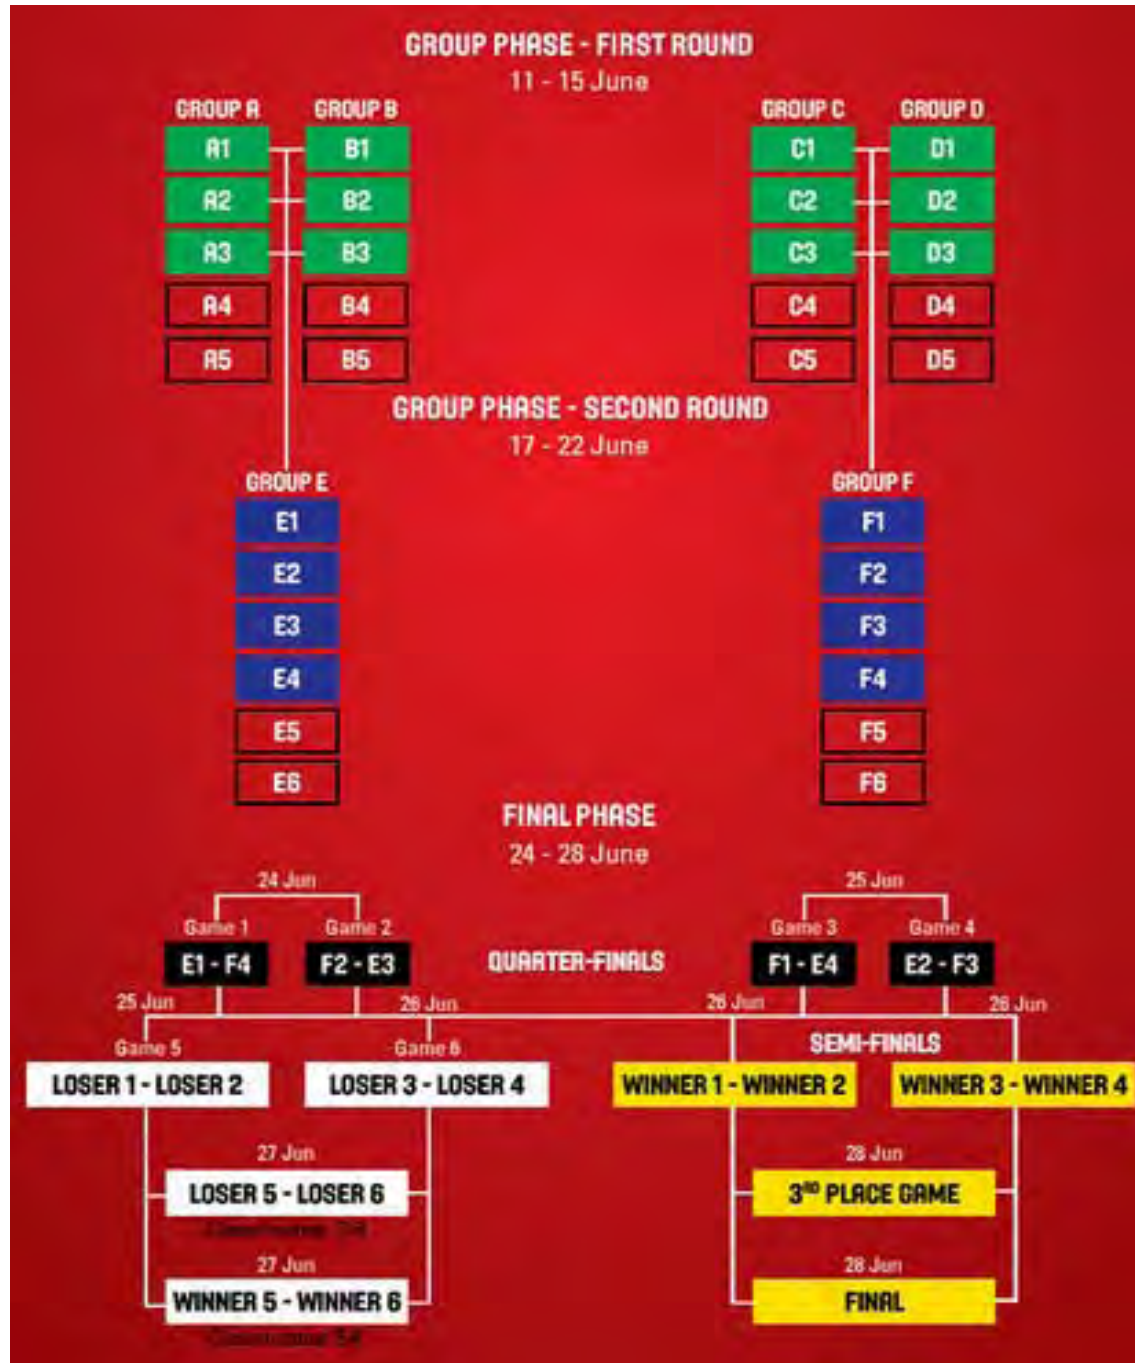 GROUP PHASE - FIRST ROUND
11 - 15 June
GROUP A GROUP B GROUP C GROUP D
A1 B1 C1 D1
A2 B2 C2 D2
A3 B3 C3 D3
A4 B4 C4 D4
A5 B5 C5 D5
GROUP PHASE - SECOND ROUND
17 - 22 June
GROUP E GROUP F
E1 F1
E2 F2
E3 F3
E4 F4
E5 F5
E6 F6
FINAL PHASE
24 - 28 June
24 Jun 25 Jun
Game 1 Game 2 Game 3 Game 4
E1 - F4 F2 - E3 QUARTER-FINALS F1 - E4 E2 - F3
25 Jun 26 Jun 26 Jun 26 Jun
Game 5 Game 6 SEMI-FINALS
LOSER 1 - LOSER 2 LOSER 3 - LOSER 4 WINNER 1 - WINNER 2 WINNER 3 - WINNER 4
27 Jun 28 Jun
LOSER 5 - LOSER 6 3RD PLACE GAME
27 Jun 28 Jun
WINNER 5 - WINNER 6 FINAL